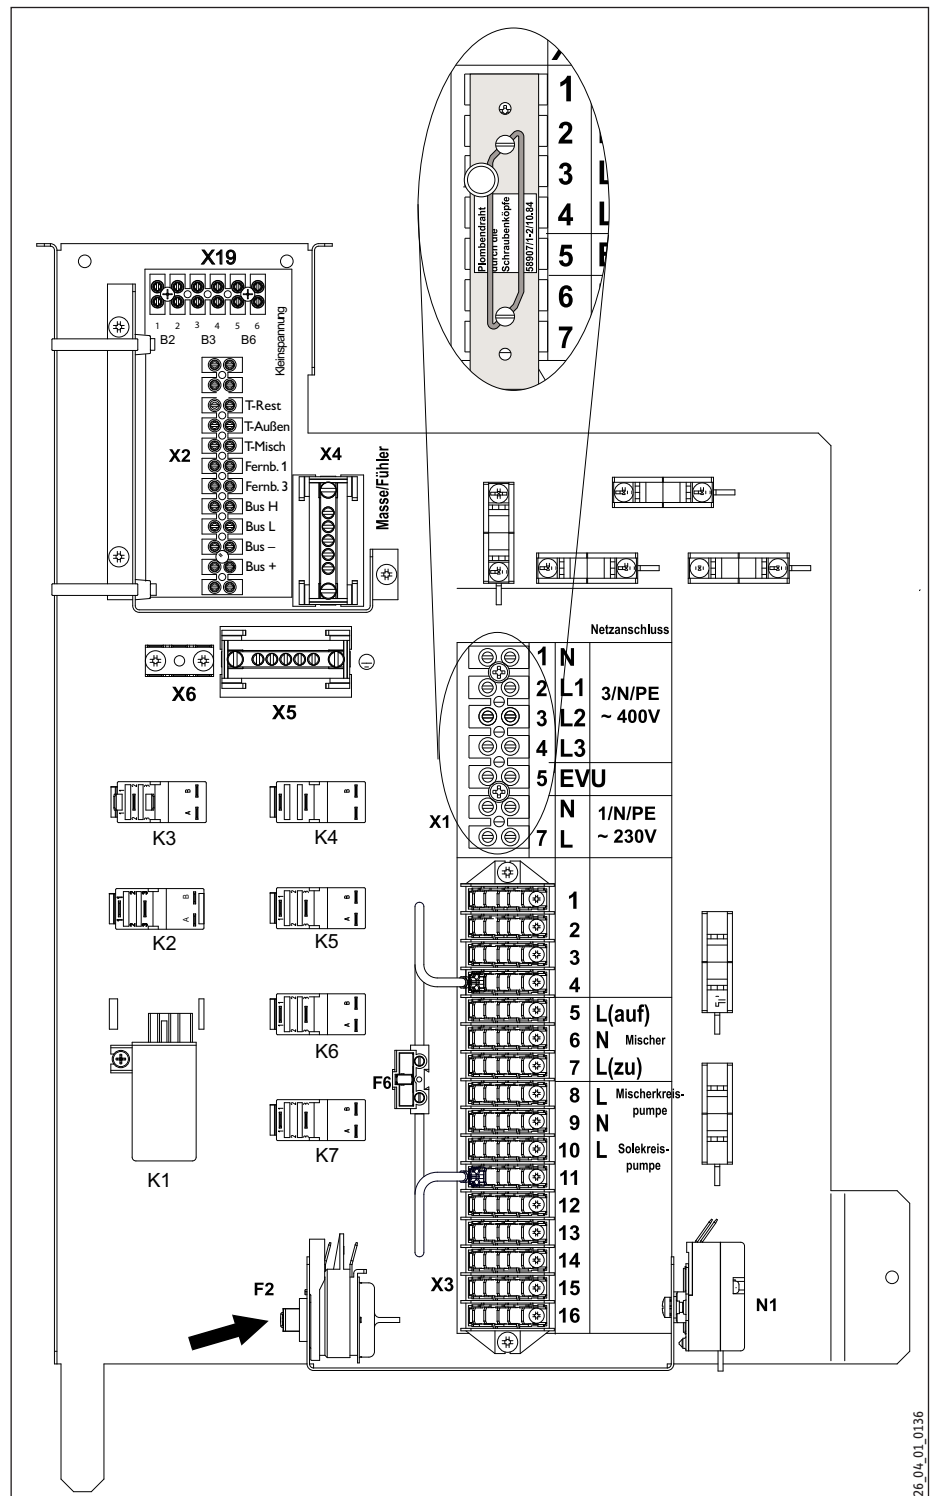 1
2
3 L
4 L
5
6
7
Plombendraht
durch die
Schraubenköpfe
58907/1-2/10.84
X19
1 2 3 4 5 6
B2 B3 B6
Kleinspannung
T-Rest
T-Außen
T-Misch
X2
Fernb. 1
Fernb. 3
Bus H
Bus L
Bus –
Bus +
X4
Masse/Fühler
X6
X5
Netzanschluss
1 N
2 L1
3 L2
4 L3
3/N/PE
~ 400V
5 EVU
N
7 L
1/N/PE
~ 230V
X1
K3
K4
K2
K5
K6
K1
K7
B
A
B
A
B
A
B
A
B
A
B
A
1
2
3
4
5 L(auf)
6 N Mischer
7 L(zu)
8 L Mischerkreis-
pumpe
9 N
10 L Solekreis-
pumpe
11
12
13
14
15
16
F6
X3
F2
N1
26_04_01_0136